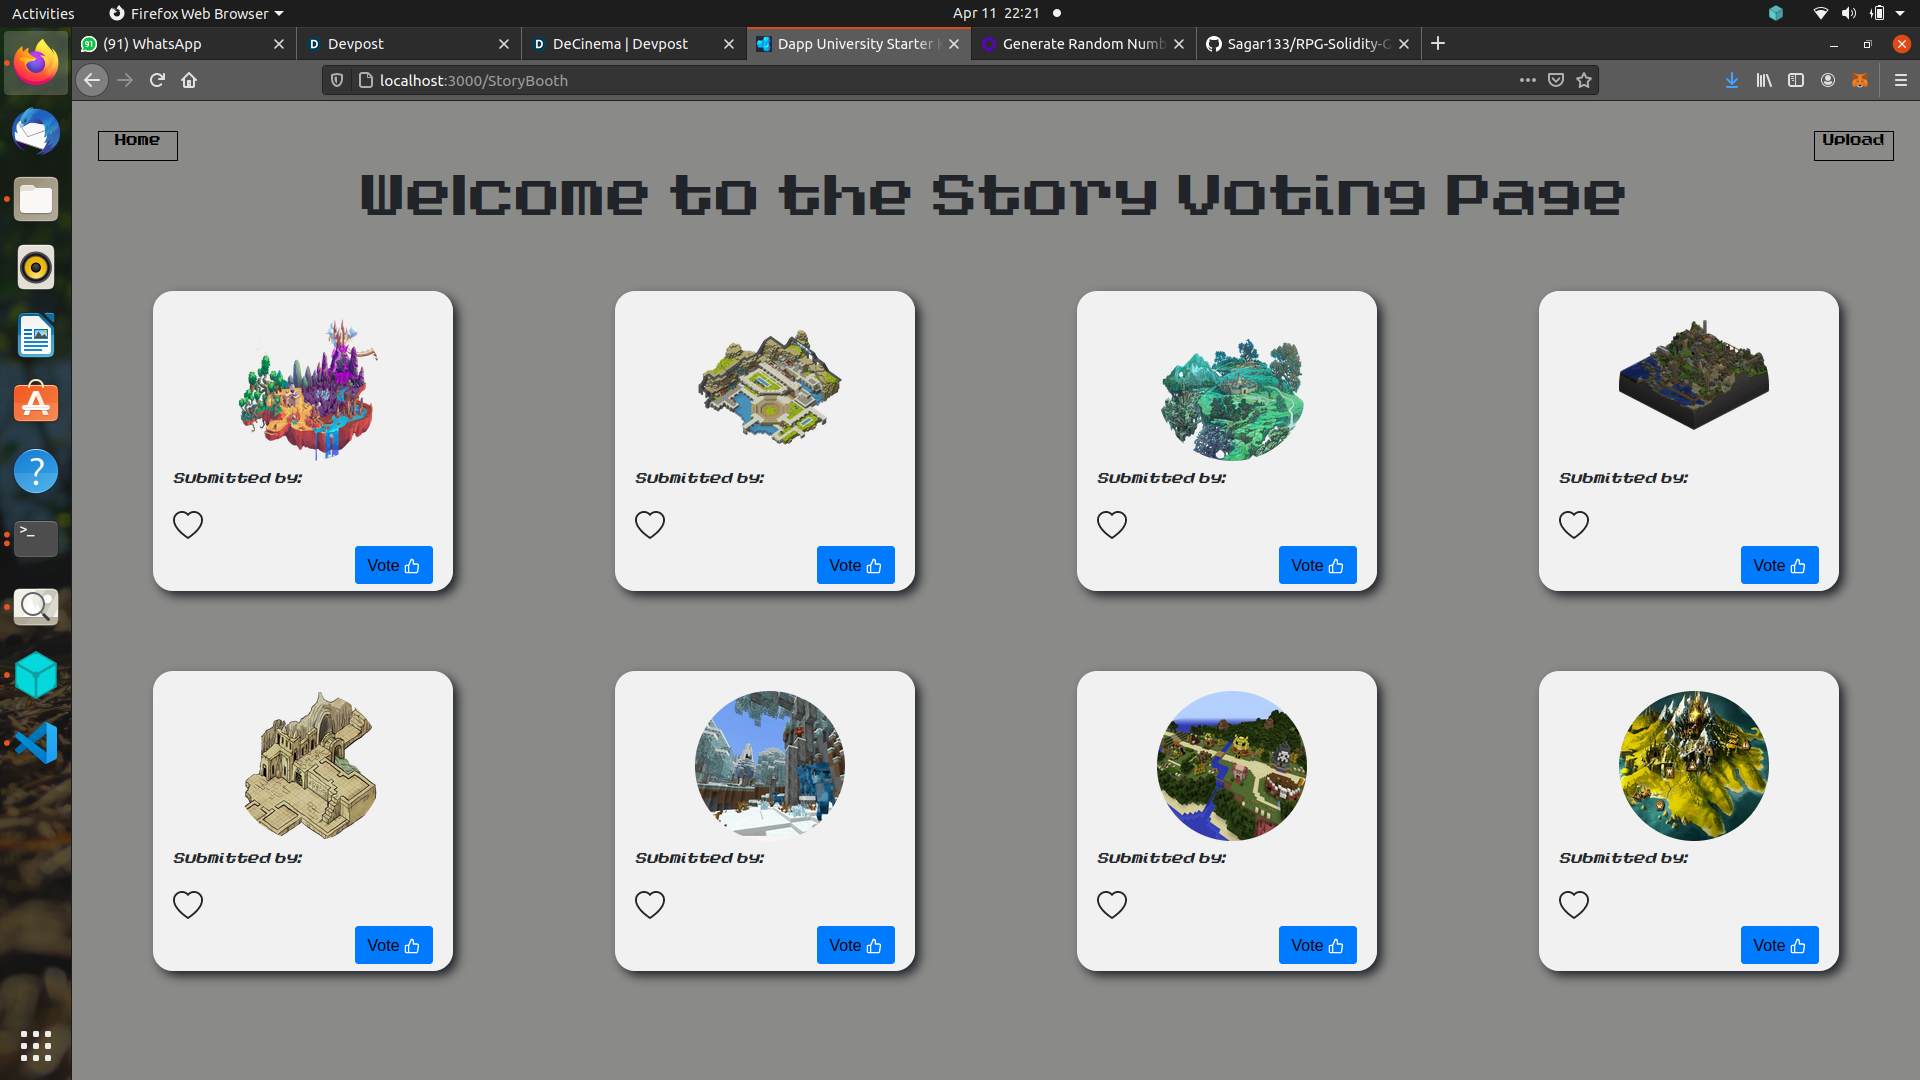 Activities Firefox Web Browser Apr 11 22:21
(91) WhatsApp Devpost DeCinema | Devpost Dapp University Starter Generate Random Numb Sagar133/RPG-Solidity-
localhost:3000/StoryBooth
Home Upload
Welcome to the Story Voting Page
Submitted by: Submitted by: Submitted by: Submitted by:
Vote Vote Vote Vote
Submitted by: Submitted by: Submitted by: Submitted by:
Vote Vote Vote Vote